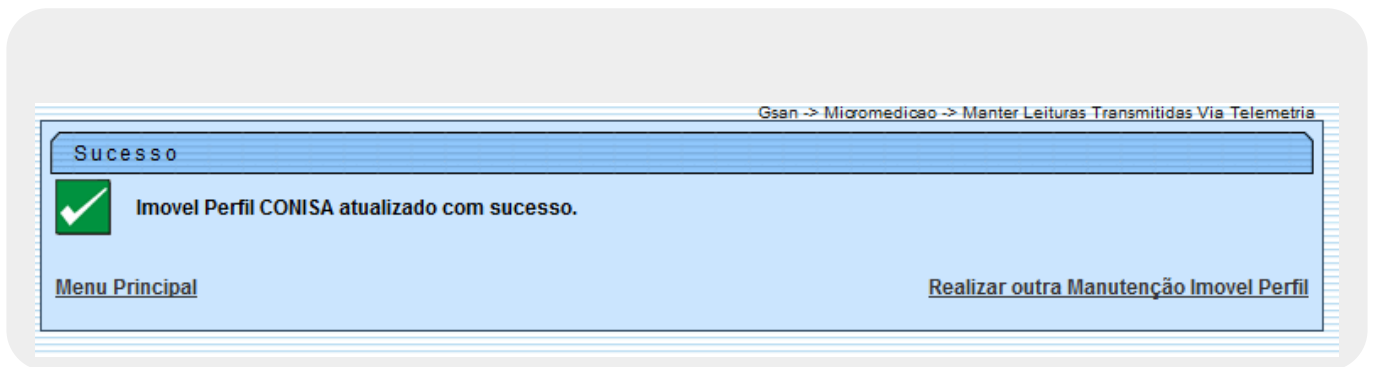 Gsan -> Micromedicao -> Manter Leituras Transmitidas Via Telemetria
Sucesso
Imovel Perfil CONISA atualizado com sucesso.
Menu Principal
Realizar outra Manutenção Imovel Perfil